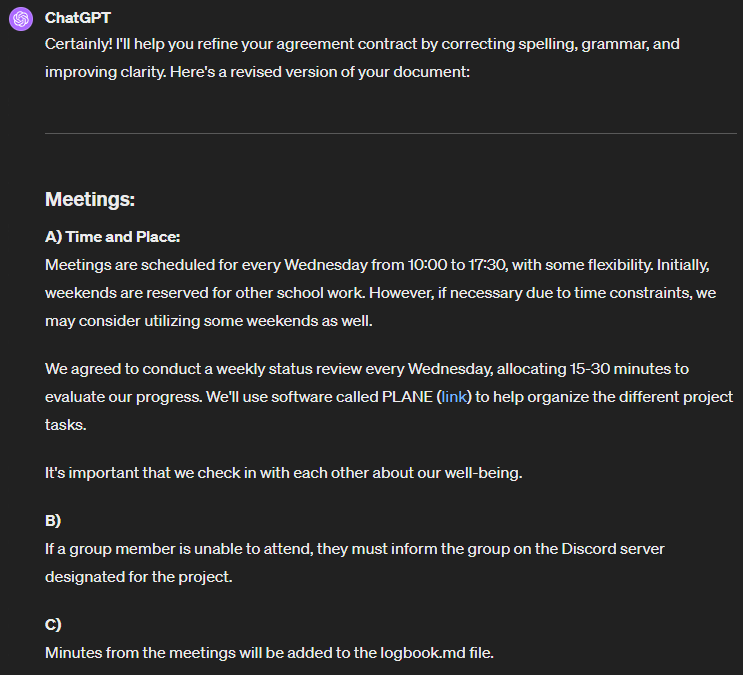 ChatGPT
Certainly! I'll help you refine your agreement contract by correcting spelling, grammar, and
improving clarity. Here's a revised version of your document:
Meetings:
A) Time and Place:
Meetings are scheduled for every Wednesday from 10:00 to 17:30, with some flexibility. Initially,
weekends are reserved for other school work. However, if necessary due to time constraints, we
may consider utilizing some weekends as well.
We agreed to conduct a weekly status review every Wednesday, allocating 15-30 minutes to
evaluate our progress. We'll use software called PLANE (link) to help organize the different project
tasks.
It's important that we check in with each other about our well-being.
B)
If a group member is unable to attend, they must inform the group on the Discord server
designated for the project.
C)
Minutes from the meetings will be added to the logbook.md file.